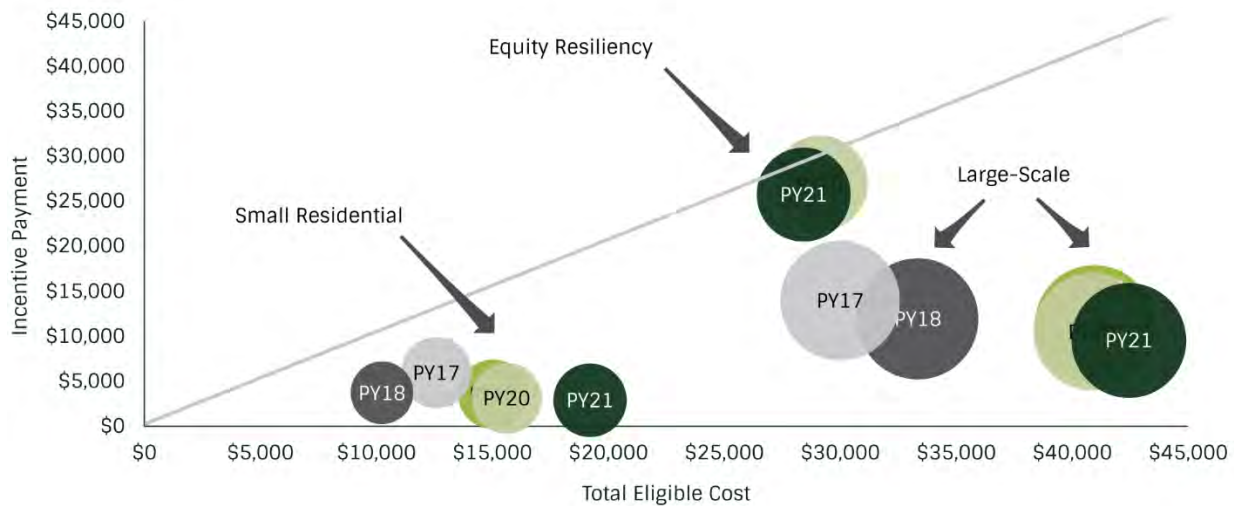 $45,000
$40,000
$35,000
$30,000
$25,000
$20,000
$15,000
$10,000
$5,000
$0
Incentive Payment
Equity Resiliency
Small Residential
Large-Scale
PY21
PY17
PY18
PY21
PY18
PY17
PY20
PY21
$0
$5,000
$10,000
$15,000
$20,000
$25,000
$30,000
$35,000
$40,000
$45,000
Total Eligible Cost